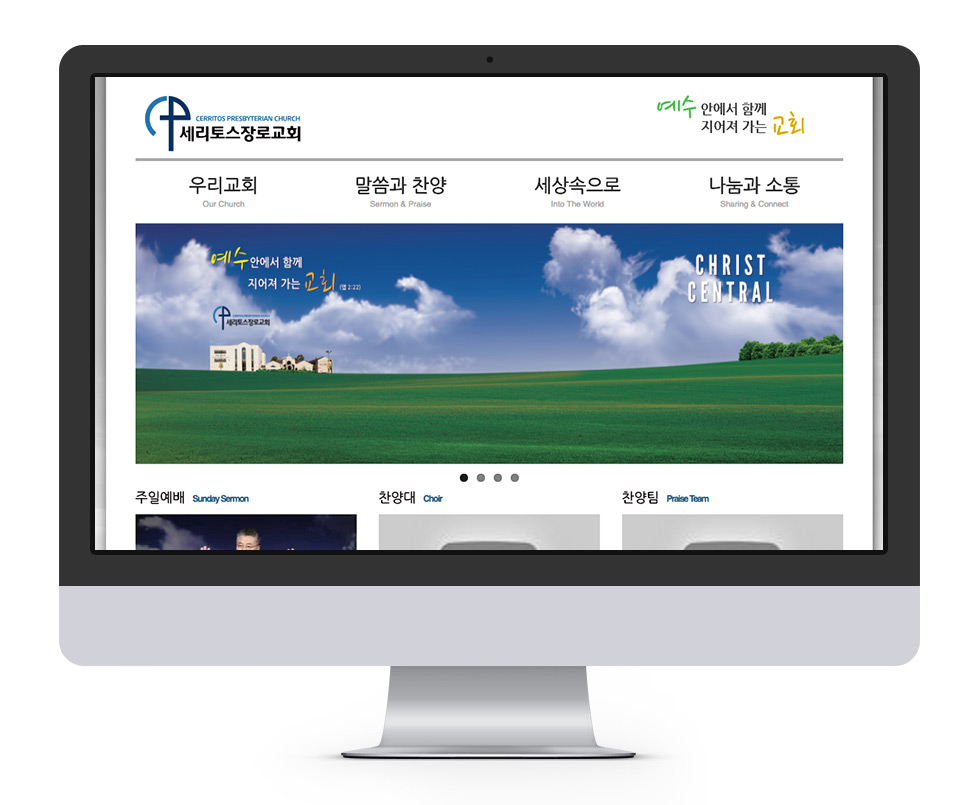 CERRITOS PRESBYTERIAN CHURCH
세리토스장로교회
예수 안에서 함께
지어져 가는 교회
우리교회
Our Church
말씀과 찬양
Sermon & Praise
세상속으로
Into The World
나눔과 소통
Sharing & Connect
예수 안에서 함께
지어져 가는 교회 (엡 2:22)
세리토스장로교회
CHRIST
CENTRAL
주일예배 Sunday Sermon
찬양대 Choir
찬양팀 Praise Team